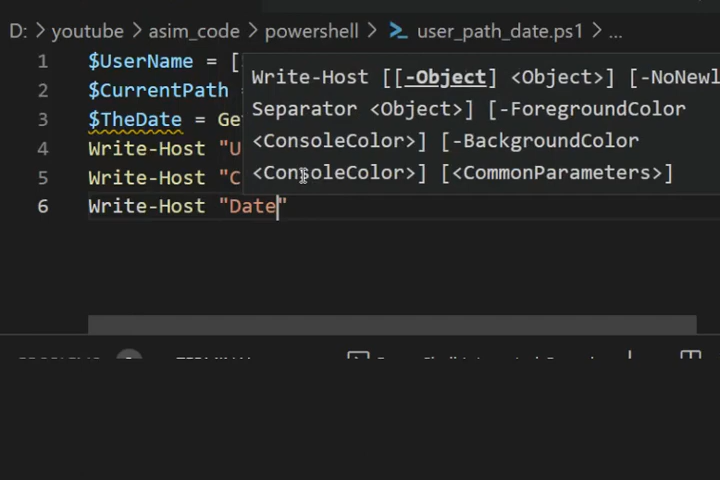 D: > youtube > asim_code > powershell > user_path_date.ps1 > ...
1 $UserName = [
2 $CurrentPath =
3 $TheDate = Ge
4 Write-Host "U
5 Write-Host "C
6 Write-Host "Date"
Write-Host [[-Object] <Object>] [-NoNewl
Separator <Object>] [-ForegroundColor
<ConsoleColor>] [-BackgroundColor
<ConsoleColor>] [<CommonParameters>]